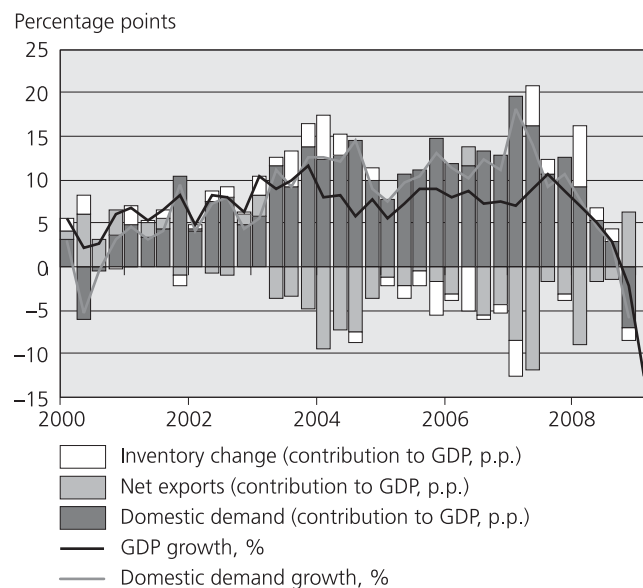 Percentage points
25
20
15
10
5
0
–5
–10
–15
2000 2002 2004 2006 2008
Inventory change (contribution to GDP, p.p.)
Net exports (contribution to GDP, p.p.)
Domestic demand (contribution to GDP, p.p.)
GDP growth, %
Domestic demand growth, %